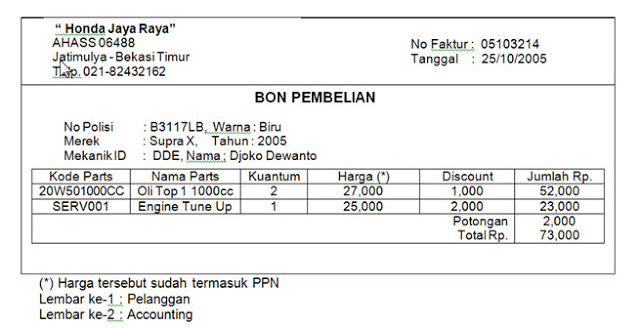 “ Honda Jaya Raya”
AHASS 06488
Jatimulya - Bekasi Timur
Telp. 021-82432162
No Faktur : 05103214
Tanggal : 25/10/2005
BON PEMBELIAN
No Polisi : B3117LB, Warna : Biru
Merek : Supra X, Tahun : 2005
Mekanik ID : DDE, Nama : Djoko Dewanto
Kode Parts Nama Parts Kuantum Harga (*) Discount Jumlah Rp.
20W501000CC Oli Top 1 1000cc 2 27,000 1,000 52,000
SERV001 Engine Tune Up 1 25,000 2,000 23,000
Potongan 2,000
Total Rp. 73,000
(*) Harga tersebut sudah termasuk PPN
Lembar ke-1 : Pelanggan
Lembar ke-2 : Accounting